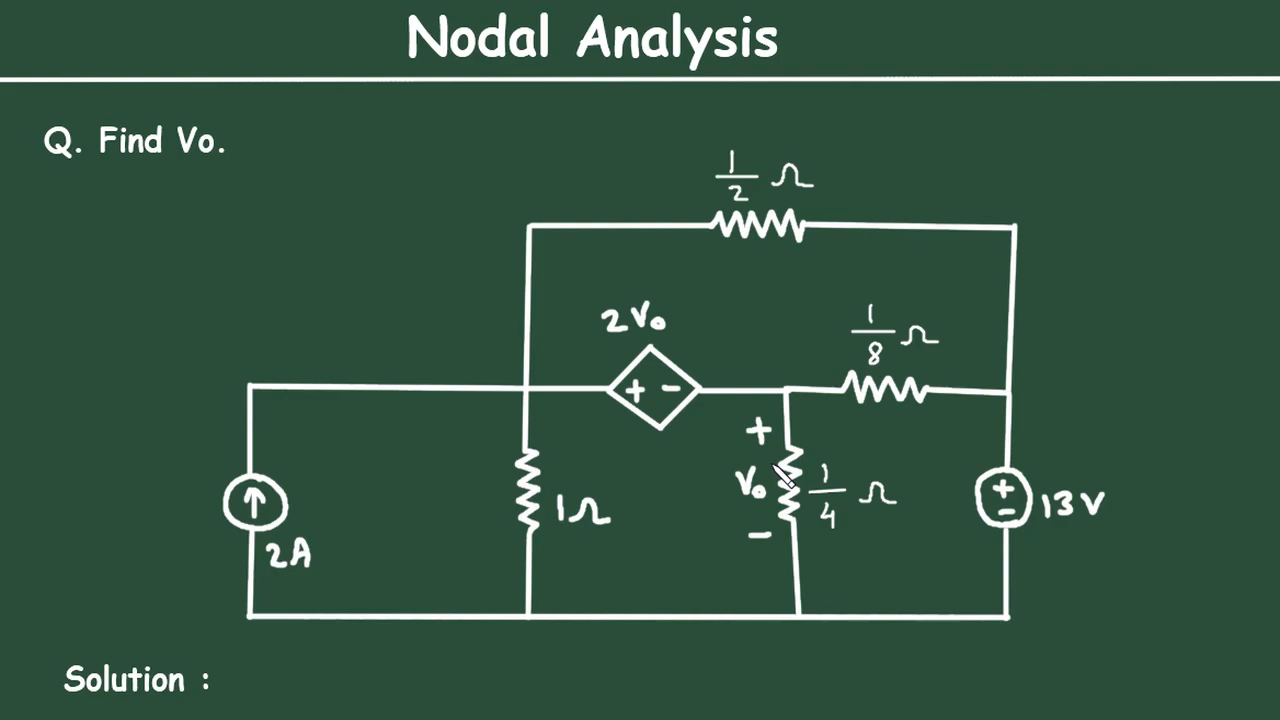 Nodal Analysis
Q. Find Vo.
1/2 Ω
2Vo
1/8 Ω
+ -
+
Vo
-
1/4 Ω
1Ω
+
-
13V
2A
Solution :